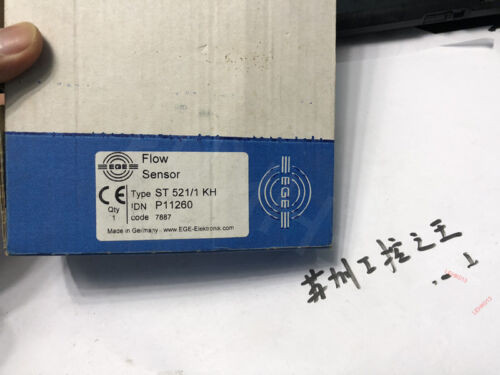 EGE
Flow
Sensor
CE
Type ST 521/1 KH
IDN P11260
Qty
1
code 7887
Made in Germany · www.EGE-Elektronik.com
EGE
苏州工控之王